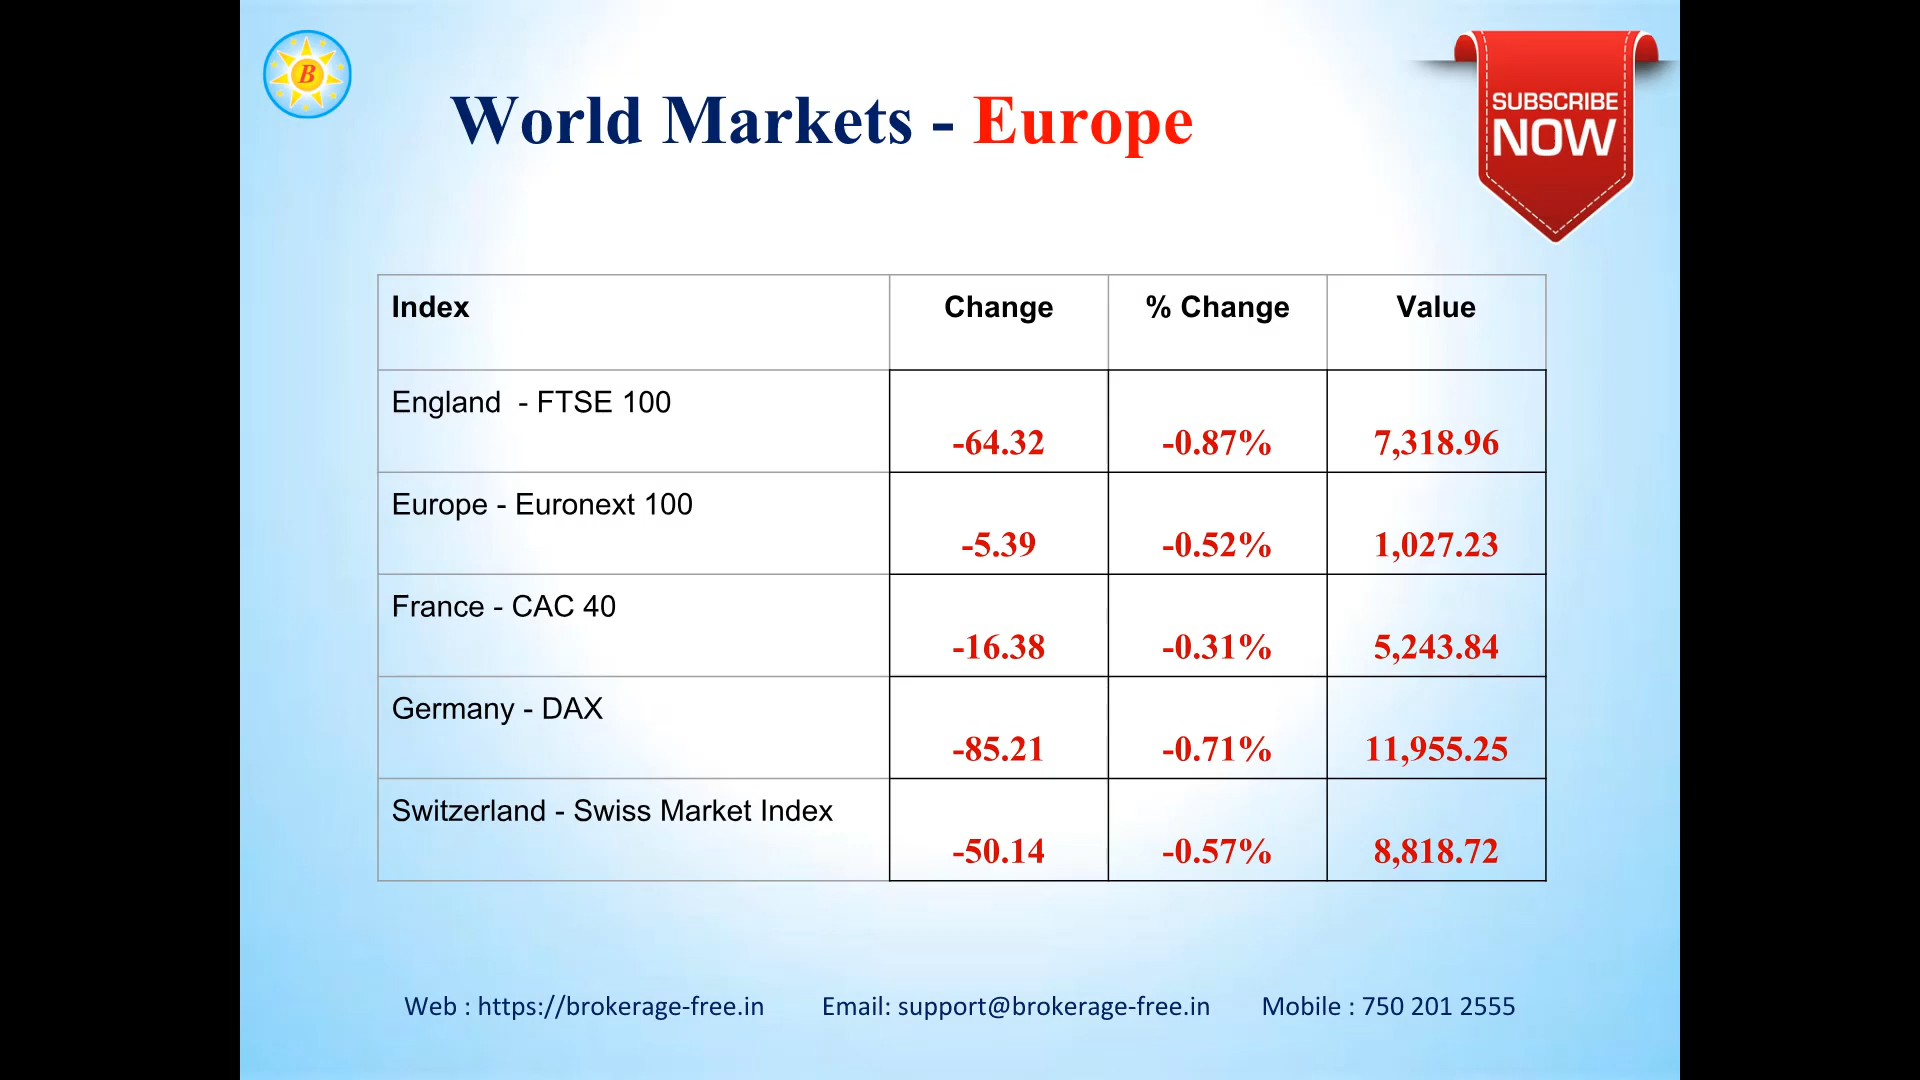 B
World Markets - Europe
SUBSCRIBE
NOW
Index Change % Change Value
England - FTSE 100 -64.32 -0.87% 7,318.96
Europe - Euronext 100 -5.39 -0.52% 1,027.23
France - CAC 40 -16.38 -0.31% 5,243.84
Germany - DAX -85.21 -0.71% 11,955.25
Switzerland - Swiss Market Index -50.14 -0.57% 8,818.72
Web : https://brokerage-free.in Email: support@brokerage-free.in Mobile : 750 201 2555